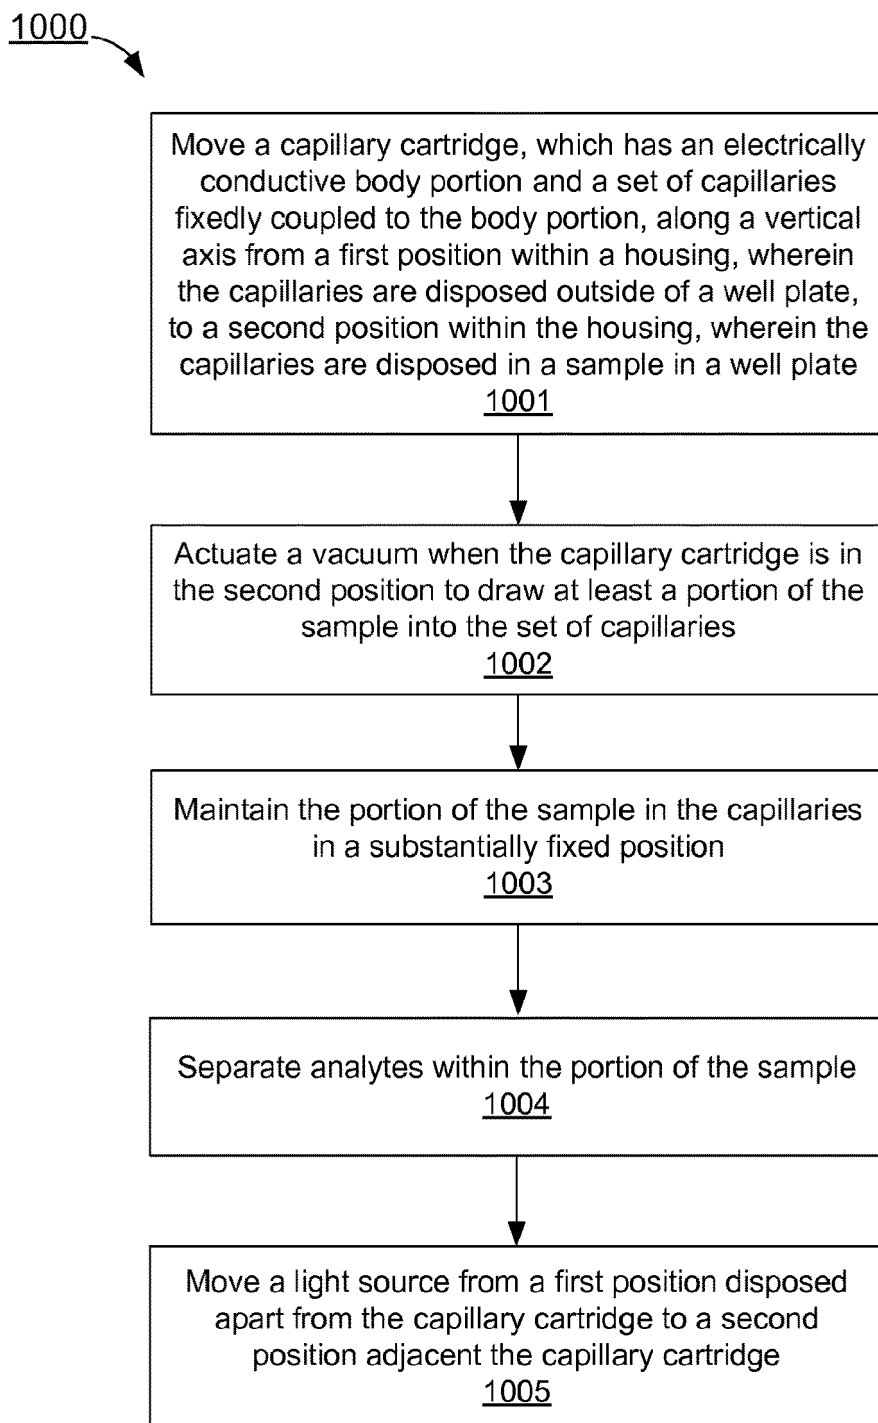 1000
Move a capillary cartridge, which has an electrically
conductive body portion and a set of capillaries
fixedly coupled to the body portion, along a vertical
axis from a first position within a housing, wherein
the capillaries are disposed outside of a well plate,
to a second position within the housing, wherein the
capillaries are disposed in a sample in a well plate
1001
Actuate a vacuum when the capillary cartridge is in
the second position to draw at least a portion of the
sample into the set of capillaries
1002
Maintain the portion of the sample in the capillaries
in a substantially fixed position
1003
Separate analytes within the portion of the sample
1004
Move a light source from a first position disposed
apart from the capillary cartridge to a second
position adjacent the capillary cartridge
1005